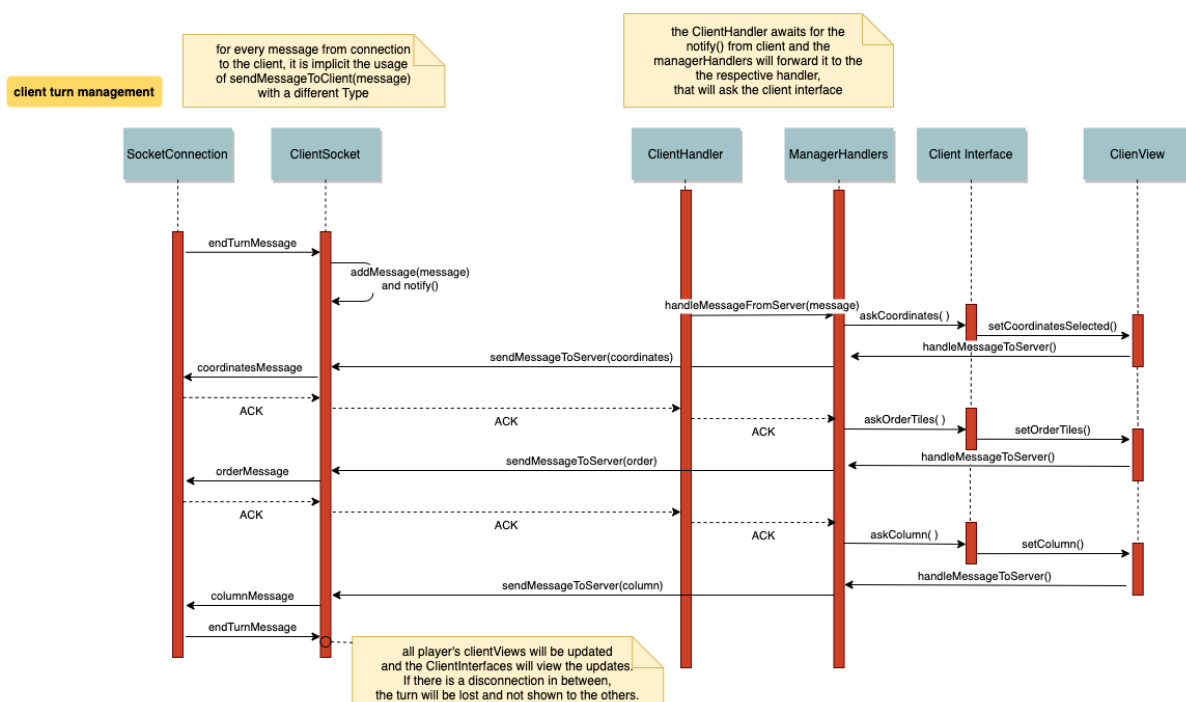 for every message from connection
to the client, it is implicit the usage
of sendMessageToClient(message)
with a different Type
the ClientHandler awaits for the
notify() from client and the
managerHandlers will forward it to the
the respective handler,
that will ask the client interface
client turn management
SocketConnection
ClientSocket
ClientHandler
ManagerHandlers
Client Interface
ClienView
endTurnMessage
addMessage(message)
and notify()
handleMessageFromServer(message)
askCoordinates( )
setCoordinatesSelected()
handleMessageToServer()
sendMessageToServer(coordinates)
coordinatesMessage
ACK
ACK
ACK
askOrderTiles( )
setOrderTiles()
handleMessageToServer()
sendMessageToServer(order)
orderMessage
ACK
ACK
ACK
askColumn( )
setColumn()
handleMessageToServer()
sendMessageToServer(column)
columnMessage
endTurnMessage
all player's clientViews will be updated
and the ClientInterfaces will view the updates.
If there is a disconnection in between,
the turn will be lost and not shown to the others.